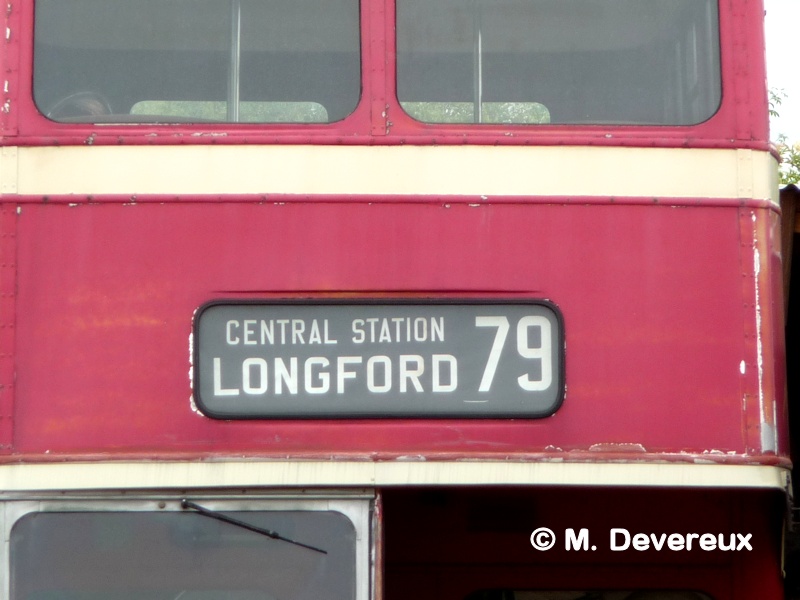 CENTRAL STATION
LONGFORD 79
© M. Devereux